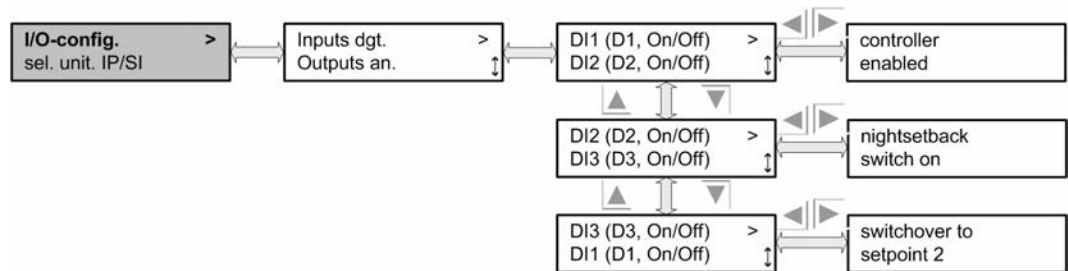 I/O-config. >
sel. unit. IP/SI
Inputs dgt. >
Outputs an. ↕
DI1 (D1, On/Off) >
DI2 (D2, On/Off) ↕
controller
enabled
DI2 (D2, On/Off) >
DI3 (D3, On/Off) ↕
nightsetback
switch on
DI3 (D3, On/Off) >
DI1 (D1, On/Off) ↕
switchover to
setpoint 2